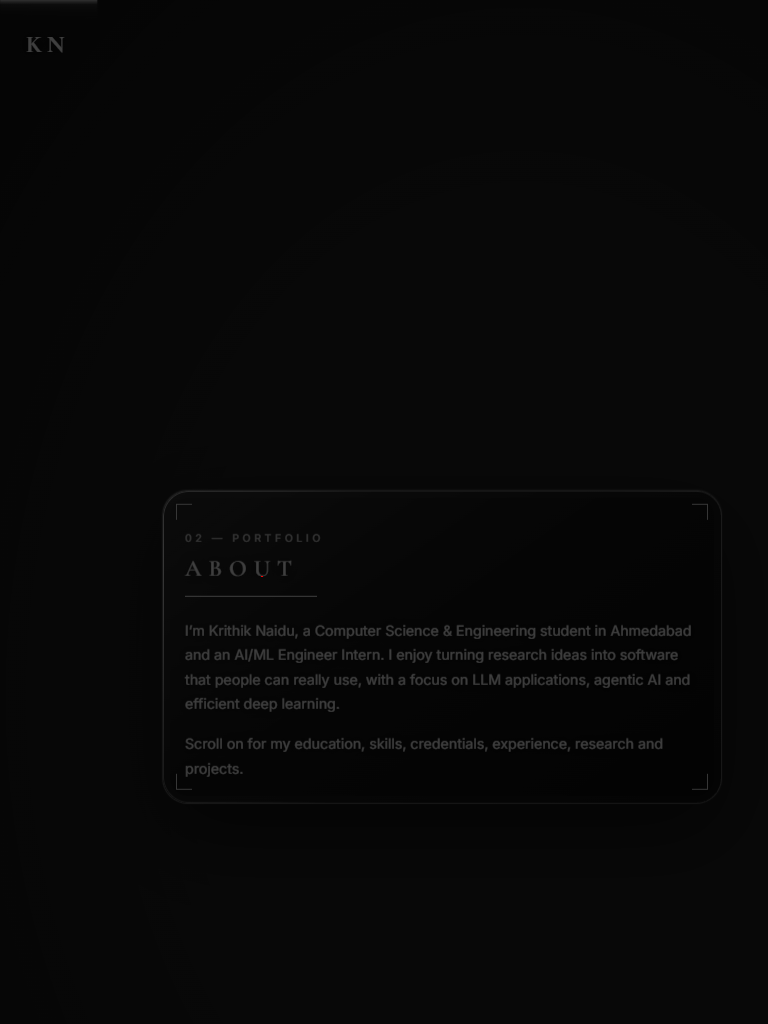 KN
02 — PORTFOLIO
ABOUT
I’m Krithik Naidu, a Computer Science & Engineering student in Ahmedabad
and an AI/ML Engineer Intern. I enjoy turning research ideas into software
that people can really use, with a focus on LLM applications, agentic AI and
efficient deep learning.
Scroll on for my education, skills, credentials, experience, research and
projects.